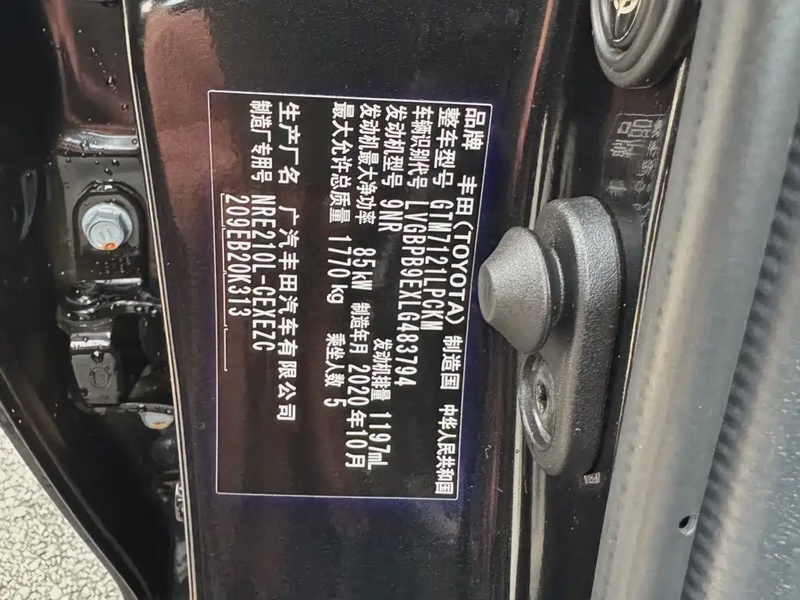 品牌 丰田(TOYOTA) 制造国 中华人民共和国
整车型号 GTM7121LPCKM
车辆识别代号 LVGBPB9EXLG483794
发动机型号 9NR 发动机排量 1197mL
发动机最大净功率 85kW 制造年月 2020年10月
最大允许总质量 1770kg 乘坐人数 5
生产厂名 广汽丰田汽车有限公司
制造厂专用号 NRE210L-CEXEZC
209EB20K313